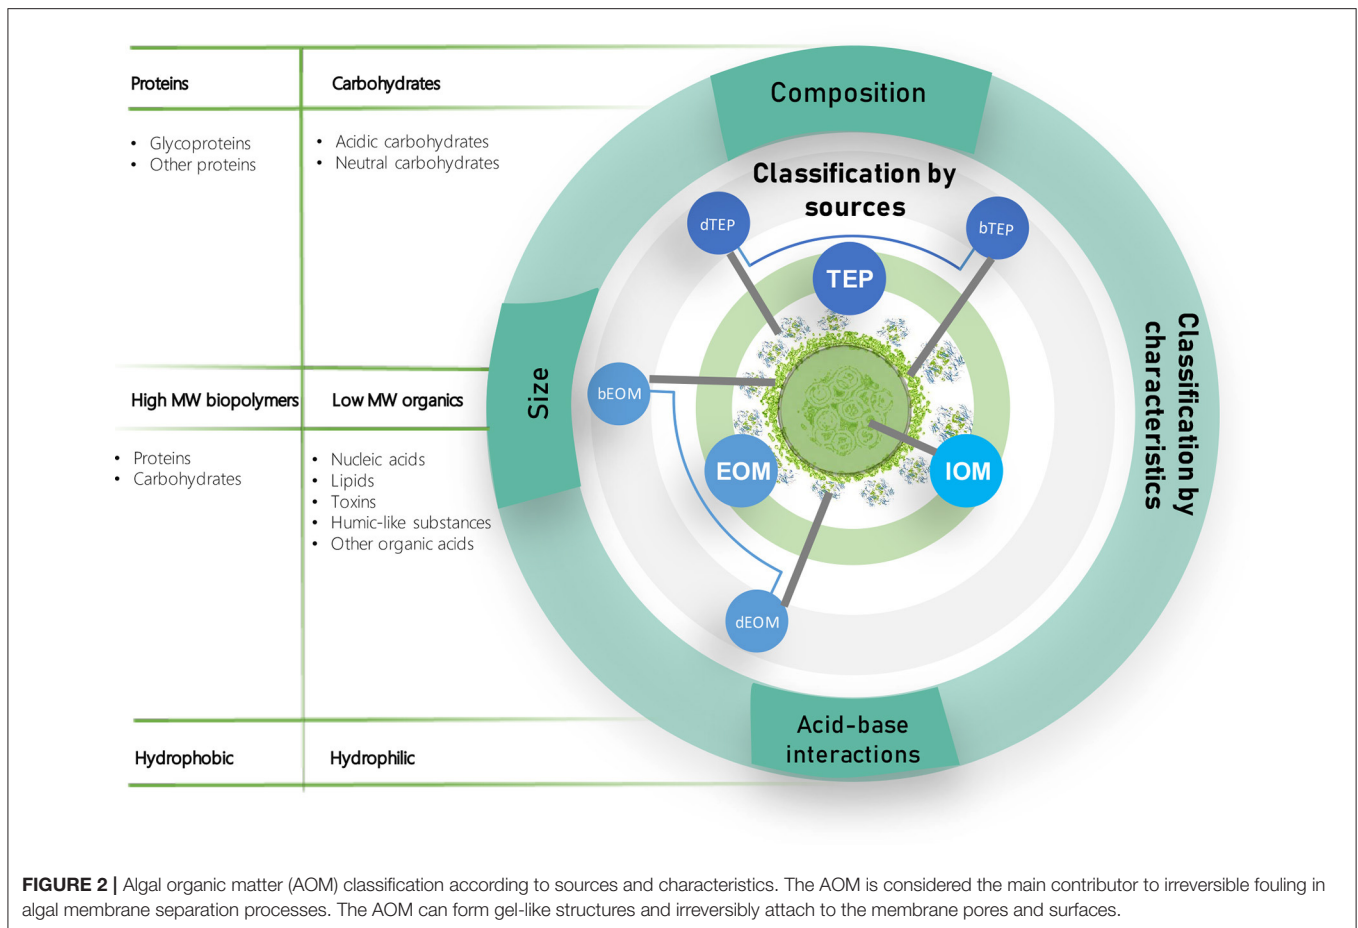 Proteins
Carbohydrates
• Glycoproteins
• Other proteins
• Acidic carbohydrates
• Neutral carbohydrates
High MW biopolymers
Low MW organics
• Proteins
• Carbohydrates
• Nucleic acids
• Lipids
• Toxins
• Humic-like substances
• Other organic acids
Hydrophobic
Hydrophilic
Composition
Classification by
sources
dTEP
bTEP
TEP
Size
bEOM
EOM
IOM
dEOM
Classification by
characteristics
Acid-base
interactions
FIGURE 2 | Algal organic matter (AOM) classification according to sources and characteristics. The AOM is considered the main contributor to irreversible fouling in
algal membrane separation processes. The AOM can form gel-like structures and irreversibly attach to the membrane pores and surfaces.